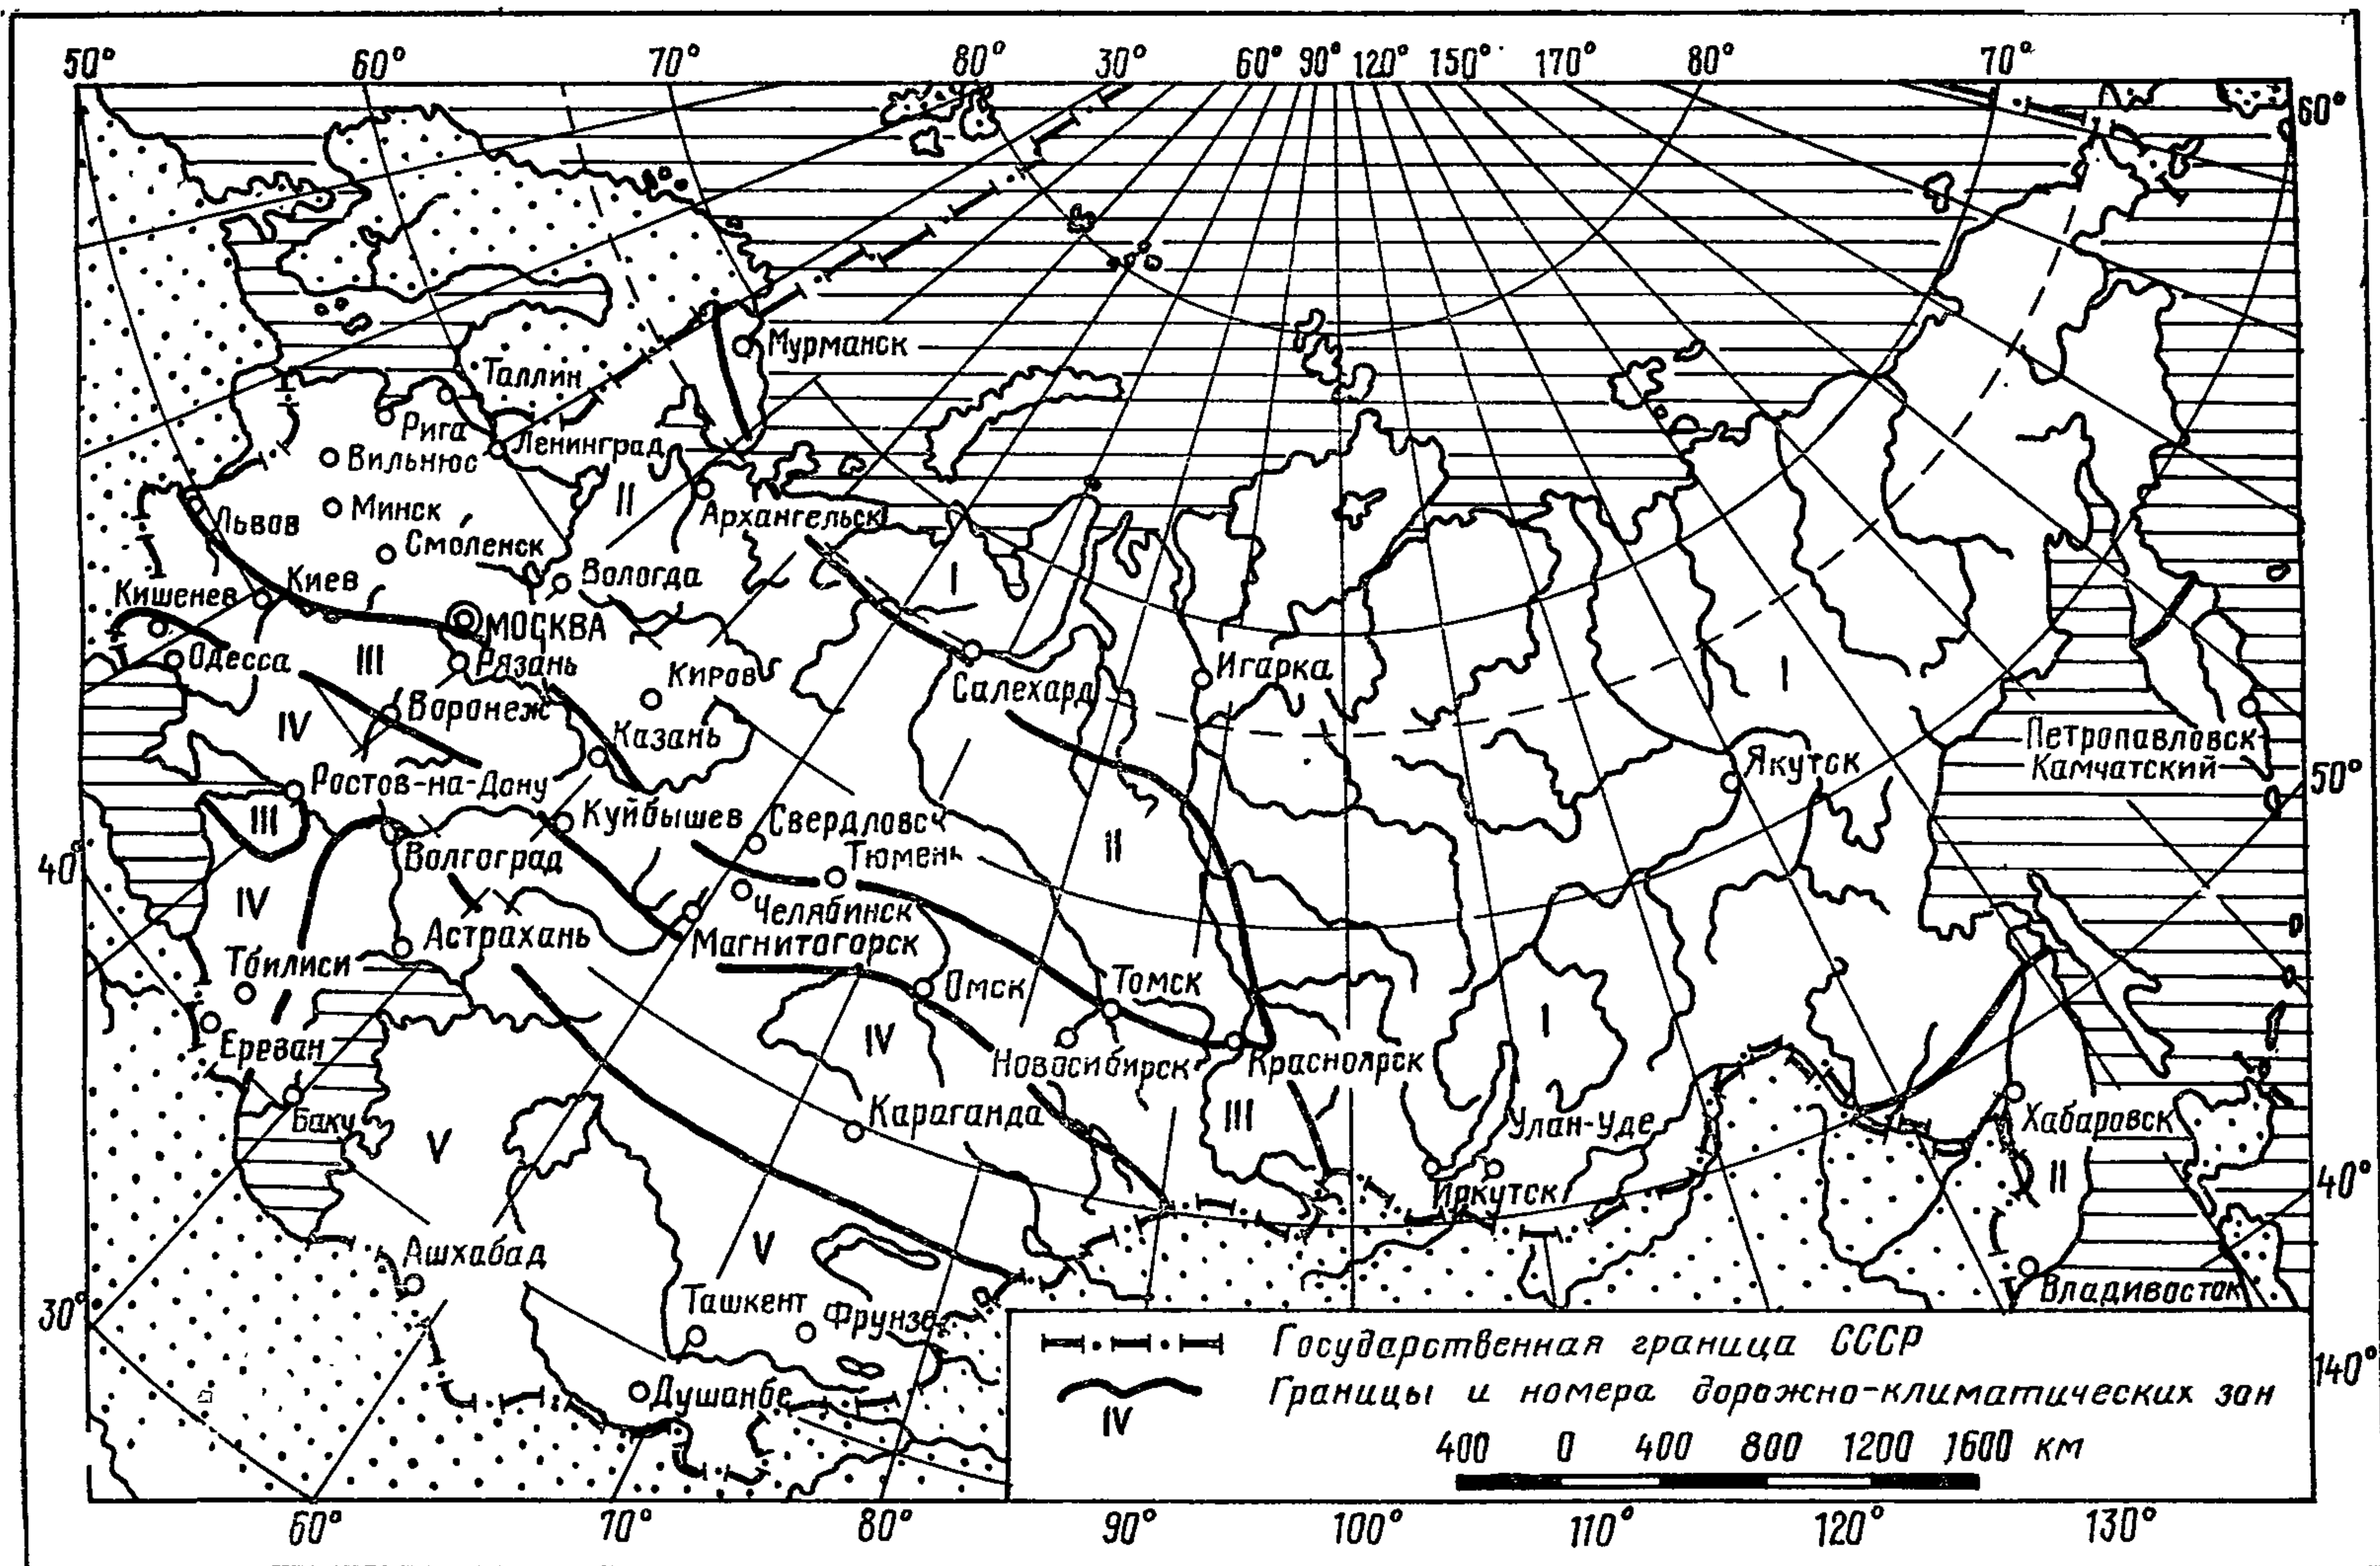 50° 60° 70° 80° 30° 60° 90° 120° 150° 170° 80° 70°
60°
Мурманск
Таллин
Рига
Ленинград
Вильнюс
II
Львов
Минск
Архангельск
Смоленск
I
Кишенев
Киев
Вологда
МОСКВА
Одесса
III
Рязань
Киров
Салехард
Игарка
I
IV
Воронеж
Казань
Петропавловск
Камчатский
Якутск
50°
Ростов-на-Дону
III
Куйбышев
Свердловск
II
40°
Волгоград
Тюмень
IV
Челябинск
Астрахань
Магнитогорск
Тбилиси
Омск
Томск
I
Ереван
IV
Новосибирск
Красноярск
Баку
V
Караганда
III
Улан-Уде
Хабаровск
Иркутск
II
40°
Ашхабад
V
Владивосток
30°
Ташкент
Фрунзе
Государственная граница СССР
Душанбе
Границы и номера дорожно-климатических зон
IV
140°
400 0 400 800 1200 1600 км
60° 70° 80° 90° 100° 110° 120° 130°